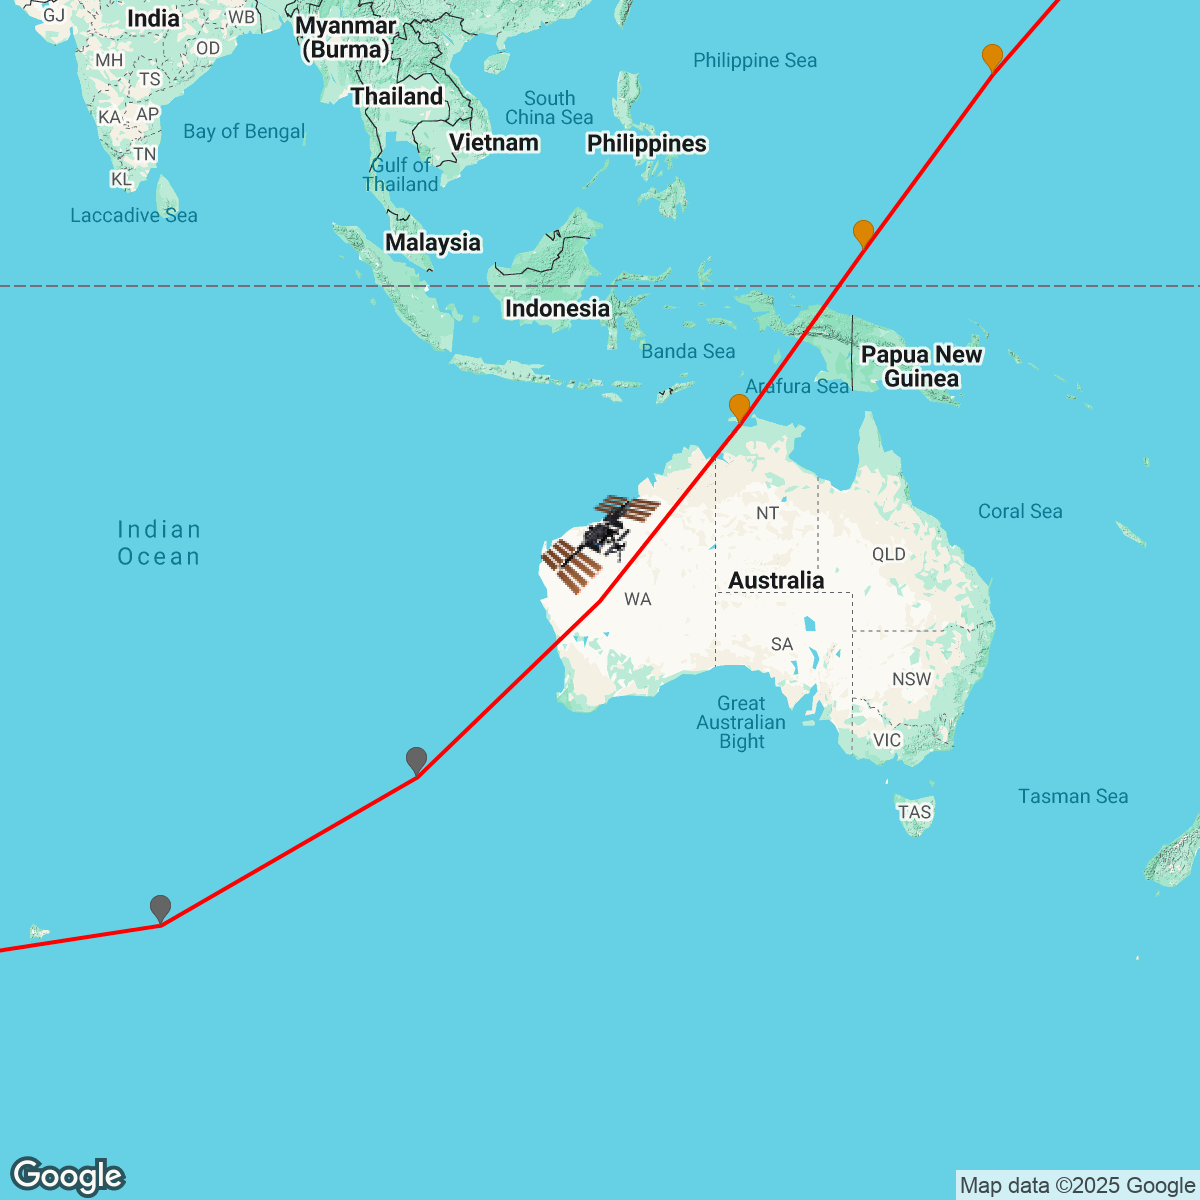 GJ
India
WB
Myanmar
(Burma)
MH
OD
TS
Philippine Sea
Thailand
South
China Sea
KA
AP
Bay of Bengal
Vietnam
Philippines
TN
Gulf of
Thailand
KL
Laccadive Sea
Malaysia
Indonesia
Banda Sea
Papua New
Guinea
Arafura Sea
Indian
Ocean
NT
Coral Sea
QLD
Australia
WA
SA
NSW
Great
Australian
Bight
VIC
Tasman Sea
TAS
Google
Map data ©2025 Google